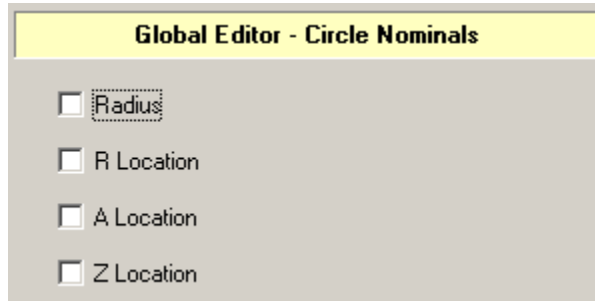 Global Editor - Circle Nominals
Radius
R Location
A Location
Z Location